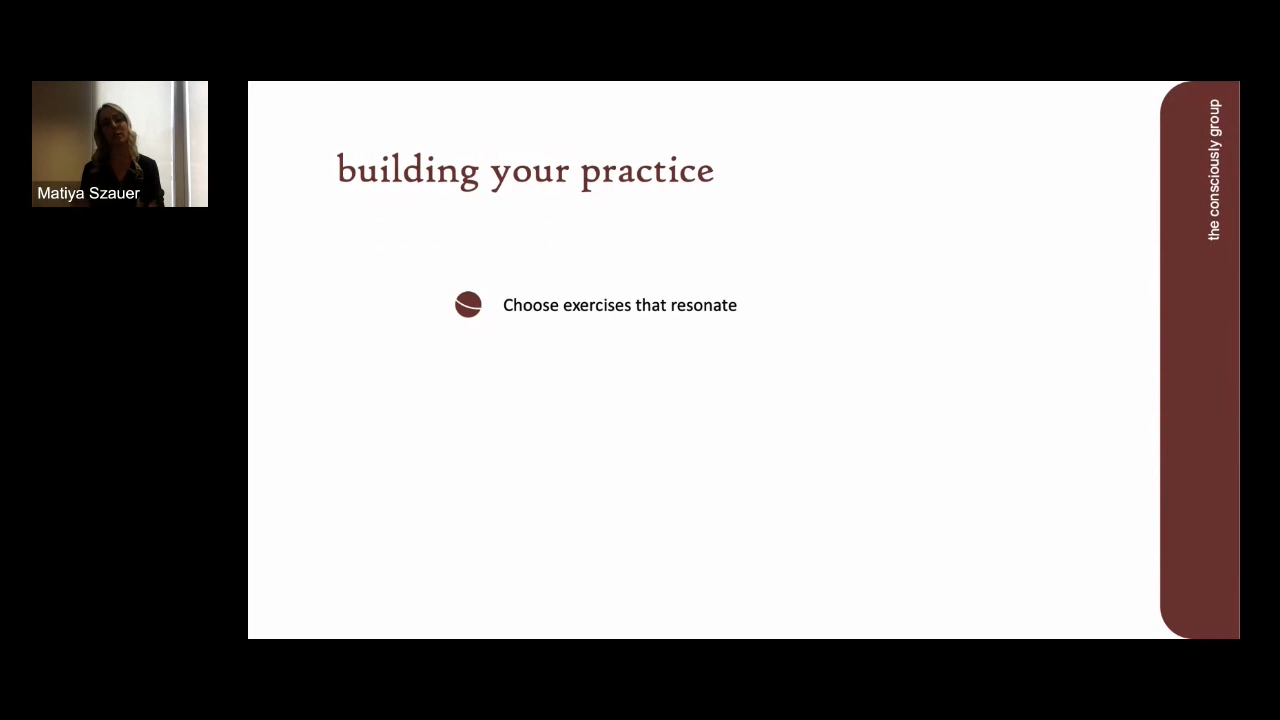 Matiya Szauer
building your practice
Choose exercises that resonate
the consciously group